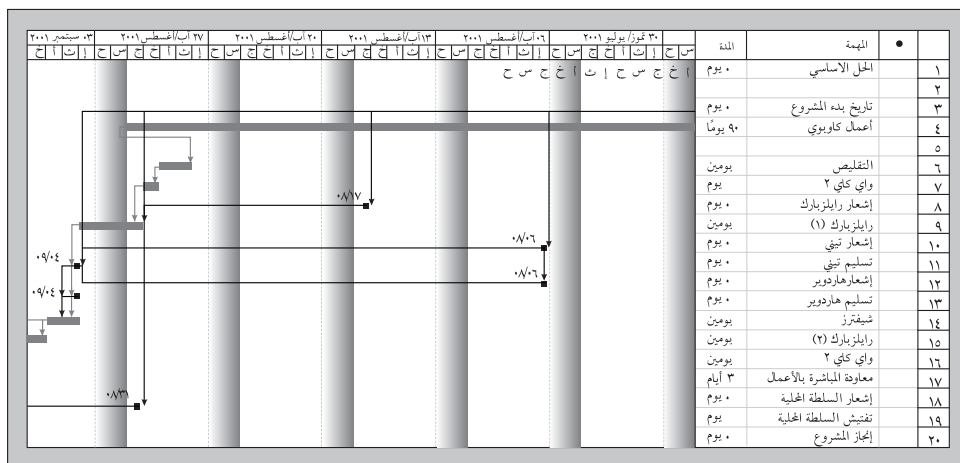 ● المهمة المدة ٣٠ تموز/يوليو ٢٠٠١ ٠٦ آب/أغسطس ٢٠٠١ ١٣ آب/أغسطس ٢٠٠١ ٢٠ آب/أغسطس ٢٠٠١ ٢٧ آب/أغسطس ٢٠٠١ ٠٣ سبتمبر ٢٠٠١
س ح إ ث أ خ ج س ح إ ث أ خ ج س ح إ ث أ خ ج س ح إ ث أ خ ج س ح إ ث أ خ ج س ح إ ث أ خ
١ الحل الاساسي ٠ يوم أ خ ج س ح إ ث أ خ ج س ح
٢
٣ تاريخ بدء المشروع ٠ يوم
٤ أعمال كاوبوي ٩٠ يومًا
٥
٦ التقليص يومين
٧ واي كاي ٢ يوم
٨ إشعار رايلزبارك ٠ يوم ٠٨/١٧
٩ رايلزبارك (١) يومين
١٠ إشعار تيني ٠ يوم ٠٨/٠٦
١١ تسليم تيني ٠ يوم ٠٩/٠٤
١٢ إشعارهاردوير ٠ يوم ٠٨/٠٦
١٣ تسليم هاردوير ٠ يوم ٠٩/٠٤
١٤ شيفترز يومين
١٥ رايلزبارك (٢) يومين
١٦ واي كاي ٢ يومين
١٧ معاودة المباشرة بالأعمال ٣ أيام
١٨ إشعار السلطة المحلية ٠ يوم ٠٨/٣١
١٩ تفتيش السلطة المحلية يوم
٢٠ إنجاز المشروع ٠ يوم